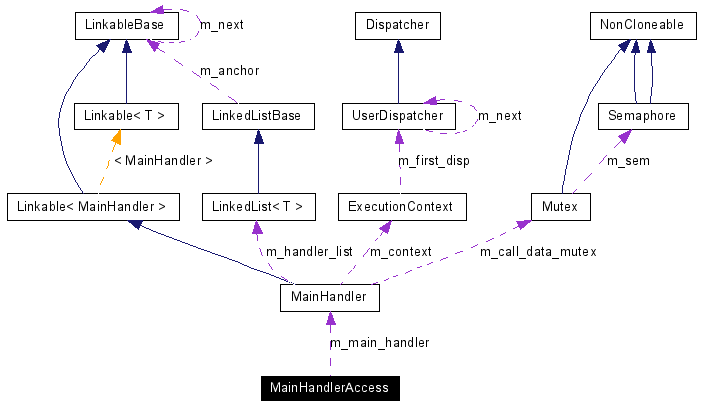 LinkableBase
m_next
Dispatcher
NonCloneable
m_anchor
Linkable< T >
LinkedListBase
UserDispatcher
m_next
Semaphore
< MainHandler >
m_first_disp
m_sem
Linkable< MainHandler >
LinkedList< T >
ExecutionContext
Mutex
m_handler_list
m_context
m_call_data_mutex
MainHandler
m_main_handler
MainHandlerAccess